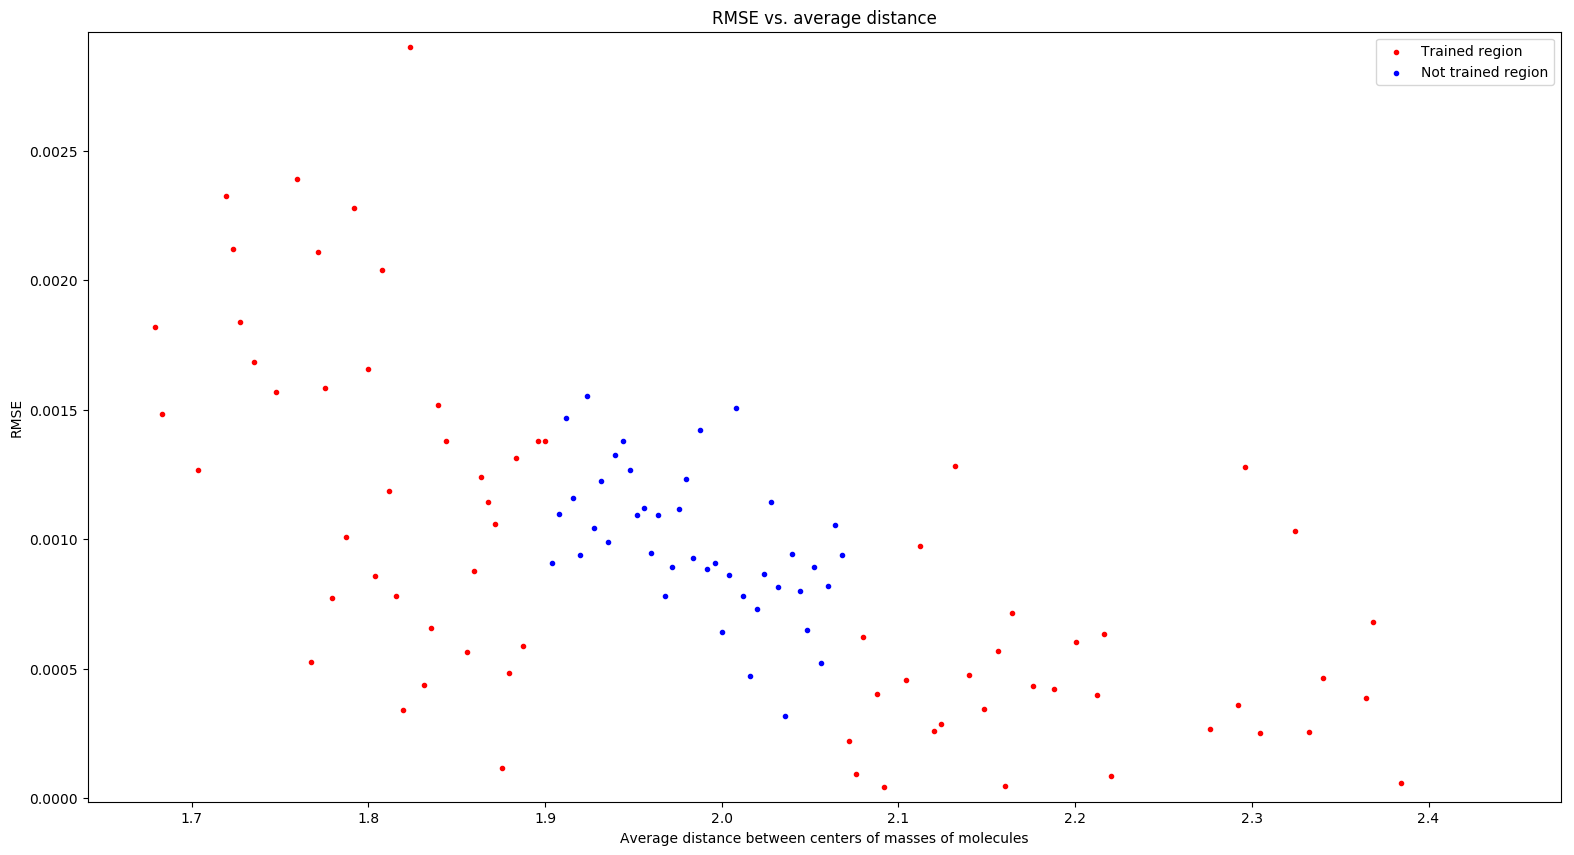 RMSE vs. average distance
Trained region
Not trained region
0.0025
0.0020
0.0015
0.0010
0.0005
0.0000
RMSE
1.7 1.8 1.9 2.0 2.1 2.2 2.3 2.4
Average distance between centers of masses of molecules